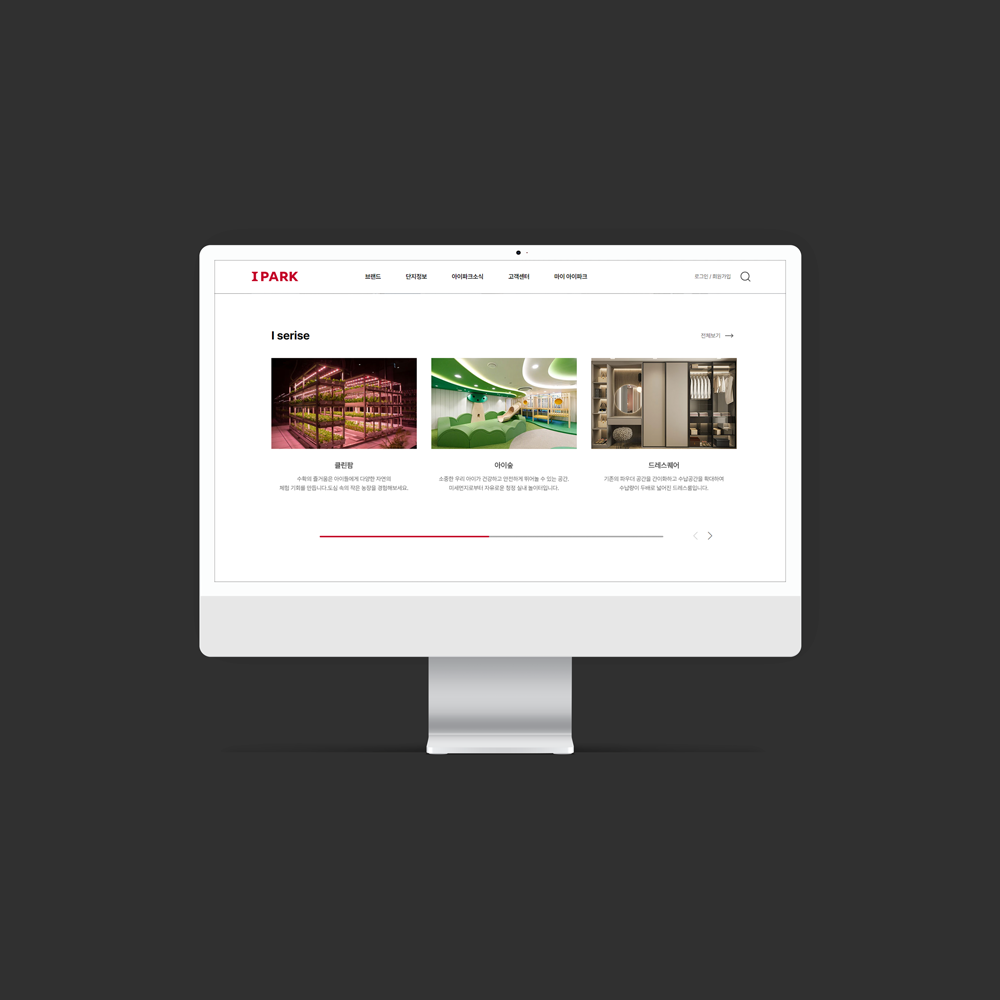 I PARK
브랜드 단지정보 아이파크소식 고객센터 마이 아이파크 로그인 / 회원가입
I serise
전체보기
클린팜
수확의 즐거움은 아이들에게 다양한 자연의
체험 기회를 만듭니다.도심 속의 작은 농장을 경험해보세요.
아이숲
소중한 우리 아이가 건강하고 안전하게 뛰어놀 수 있는 공간.
미세먼지로부터 자유로운 청정 실내 놀이터입니다.
드레스퀘어
기존의 파우더 공간을 간이화하고 수납공간을 확대하여
수납량이 두배로 넓어진 드레스룸입니다.